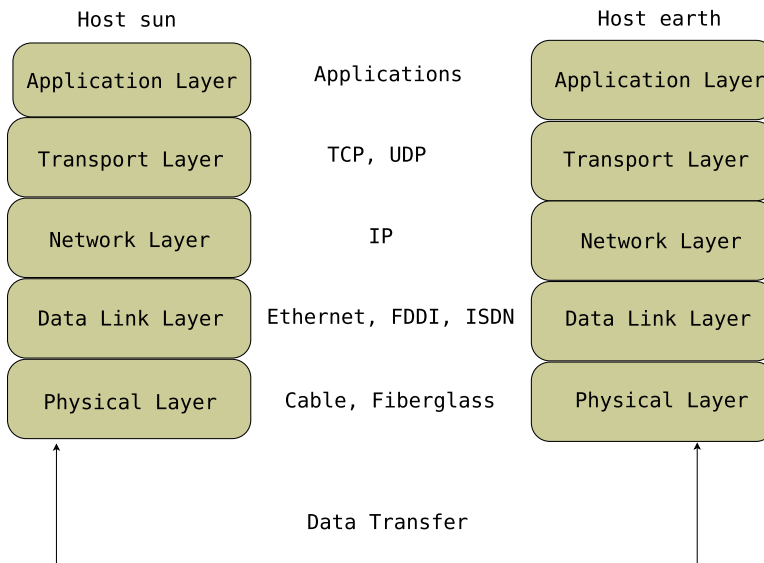 Host sun
Host earth
Application Layer
Applications
Application Layer
Transport Layer
TCP, UDP
Transport Layer
Network Layer
IP
Network Layer
Data Link Layer
Ethernet, FDDI, ISDN
Data Link Layer
Physical Layer
Cable, Fiberglass
Physical Layer
Data Transfer